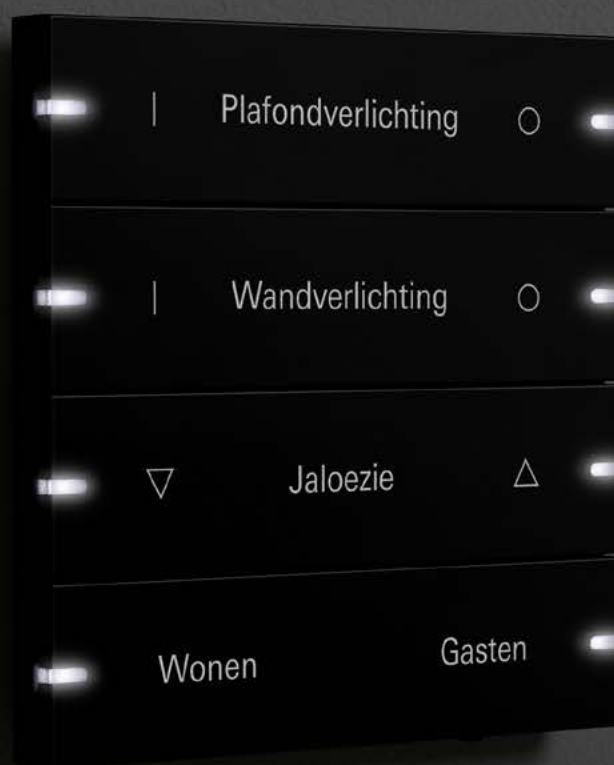 | Plafondverlichting ○
| Wandverlichting ○
▽ Jaloezie △
Wonen Gasten